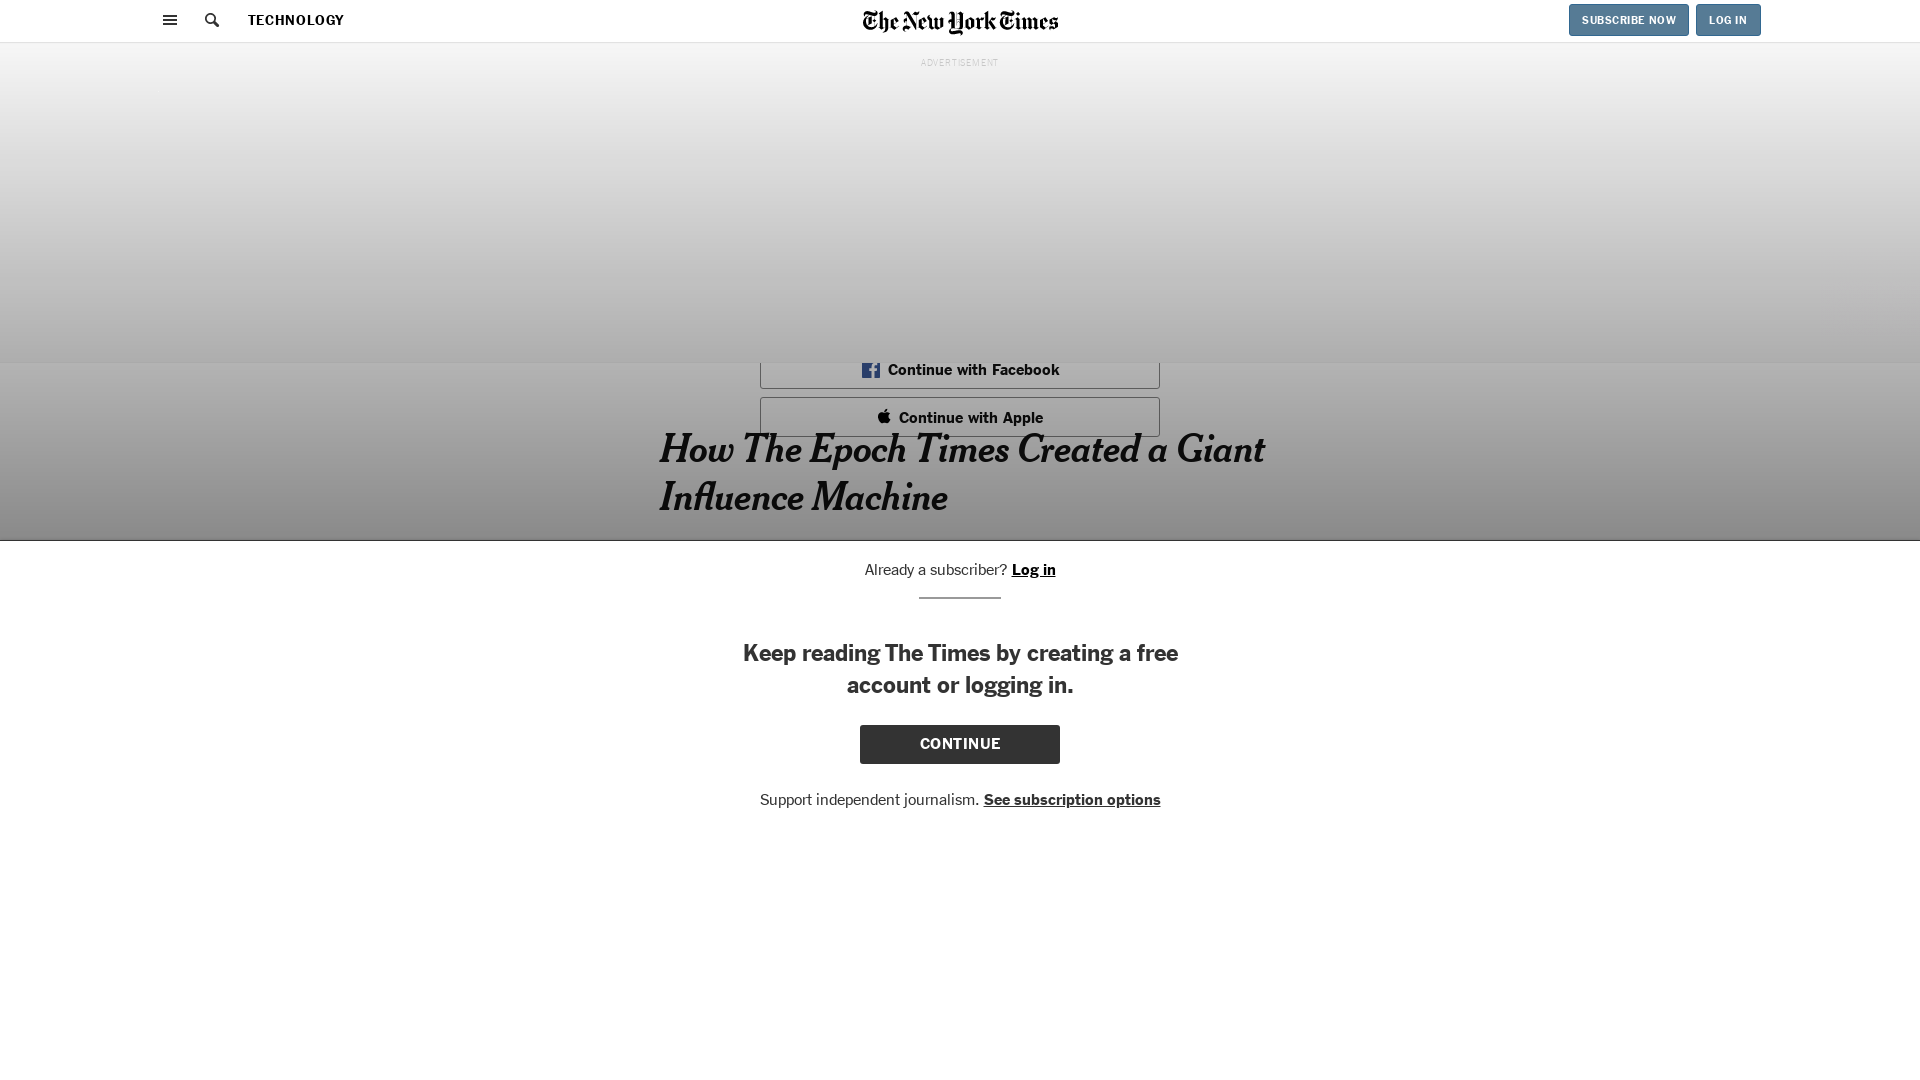 TECHNOLOGY
The New York Times
SUBSCRIBE NOW
LOG IN
ADVERTISEMENT
Continue with Facebook
Continue with Apple
How The Epoch Times Created a Giant
Influence Machine
Already a subscriber? Log in
Keep reading The Times by creating a free
account or logging in.
CONTINUE
Support independent journalism. See subscription options